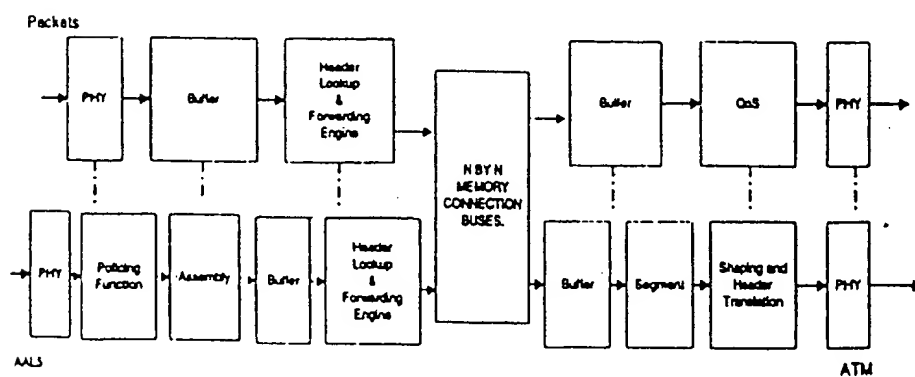 Packets
PHY
Buffer
Header
Lookup
&
Forwarding
Engine
N BY N
MEMORY
CONNECTION
BUSES.
Buffer
QoS
PHY
PHY
Policing
Function
Assembly
Buffer
Header
Lookup
&
Forwarding
Engine
Buffer
Segment
Shaping and
Header
Translation
PHY
AAL5
ATM